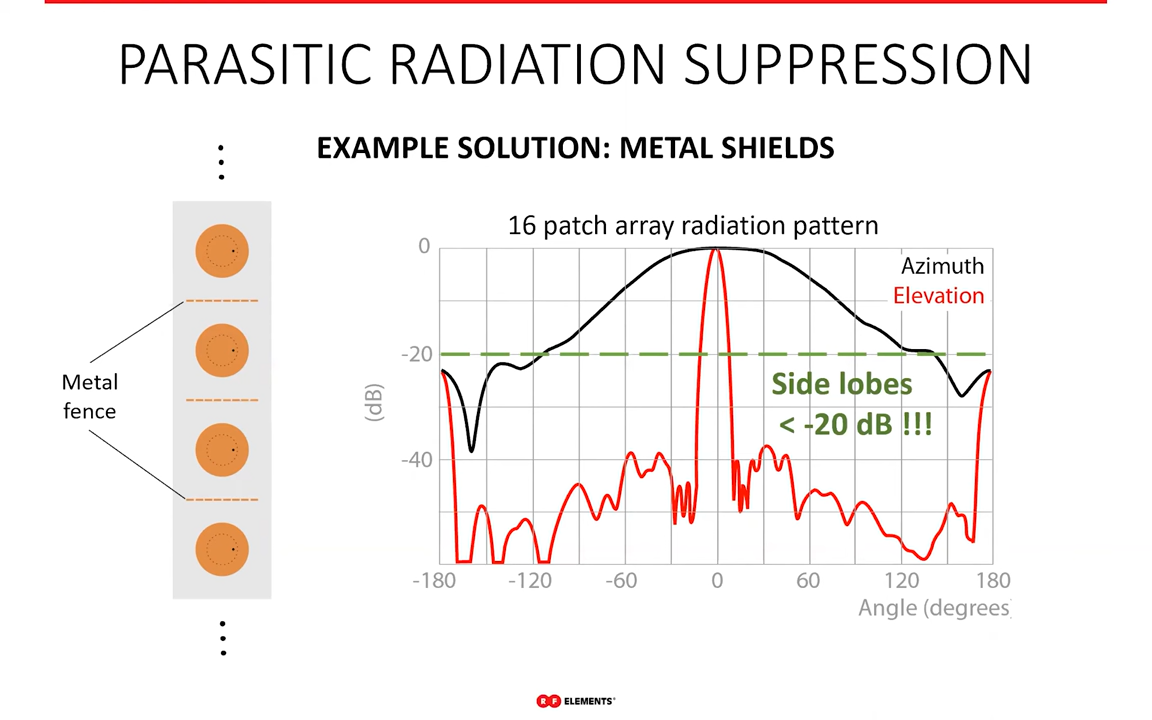 PARASITIC RADIATION SUPPRESSION
EXAMPLE SOLUTION: METAL SHIELDS
Metal
fence
16 patch array radiation pattern
Azimuth
Elevation
Side lobes
< -20 dB !!!
0
-20
-40
(dB)
-180 -120 -60 0 60 120 180
Angle (degrees)
RF ELEMENTS